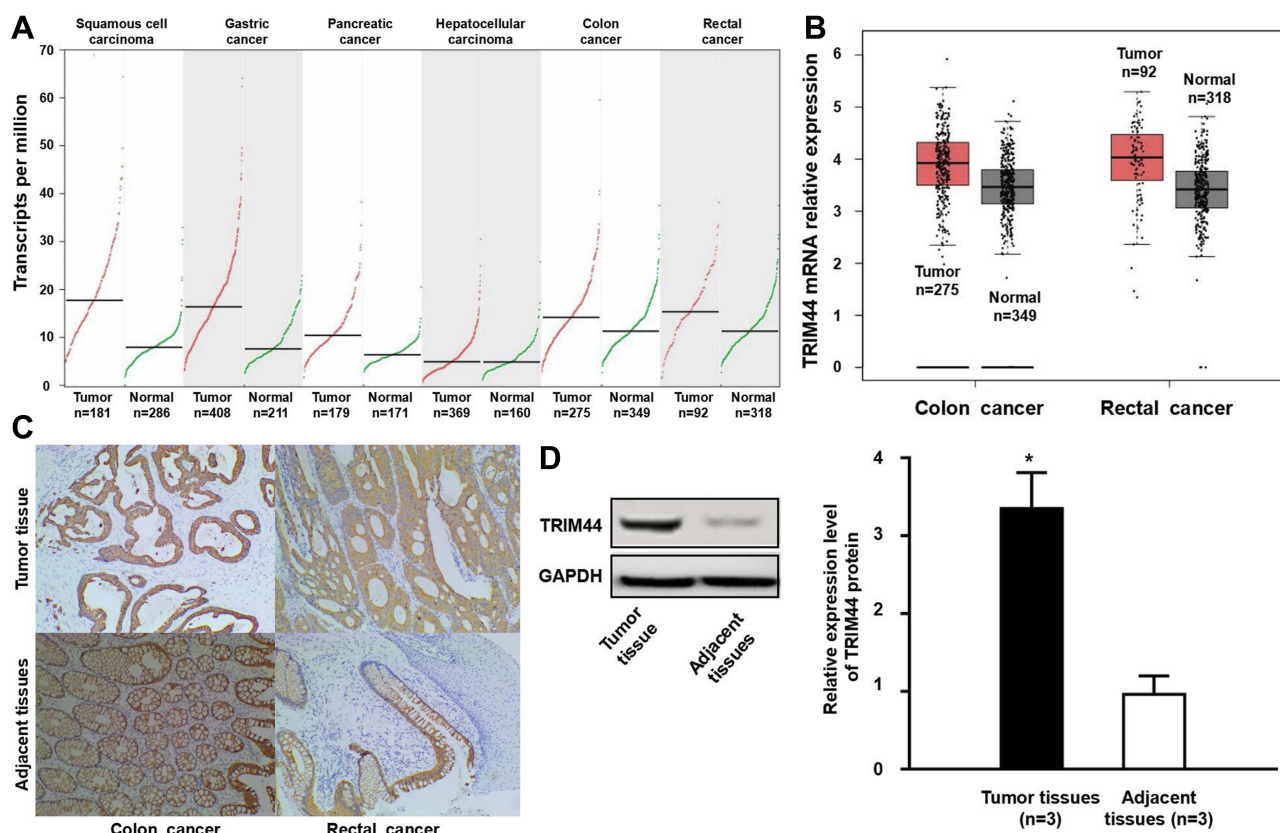 A
Squamous cell
carcinoma
Gastric
cancer
Pancreatic
cancer
Hepatocellular
carcinoma
Colon
cancer
Rectal
cancer
Transcripts per million
70
60
50
40
30
20
10
0
Tumor
n=181
Normal
n=286
Tumor
n=408
Normal
n=211
Tumor
n=179
Normal
n=171
Tumor
n=369
Normal
n=160
Tumor
n=275
Normal
n=349
Tumor
n=92
Normal
n=318
B
TRIM44 mRNA relative expression
6
5
4
3
2
1
0
Tumor
n=275
Normal
n=349
Tumor
n=92
Normal
n=318
Colon cancer
Rectal cancer
C
Tumor tissue
Adjacent tissues
Colon cancer
Rectal cancer
D
TRIM44
GAPDH
Tumor
tissue
Adjacent
tissues
Relative expression level
of TRIM44 protein
4
3
2
1
0
*
Tumor tissues
(n=3)
Adjacent
tissues (n=3)